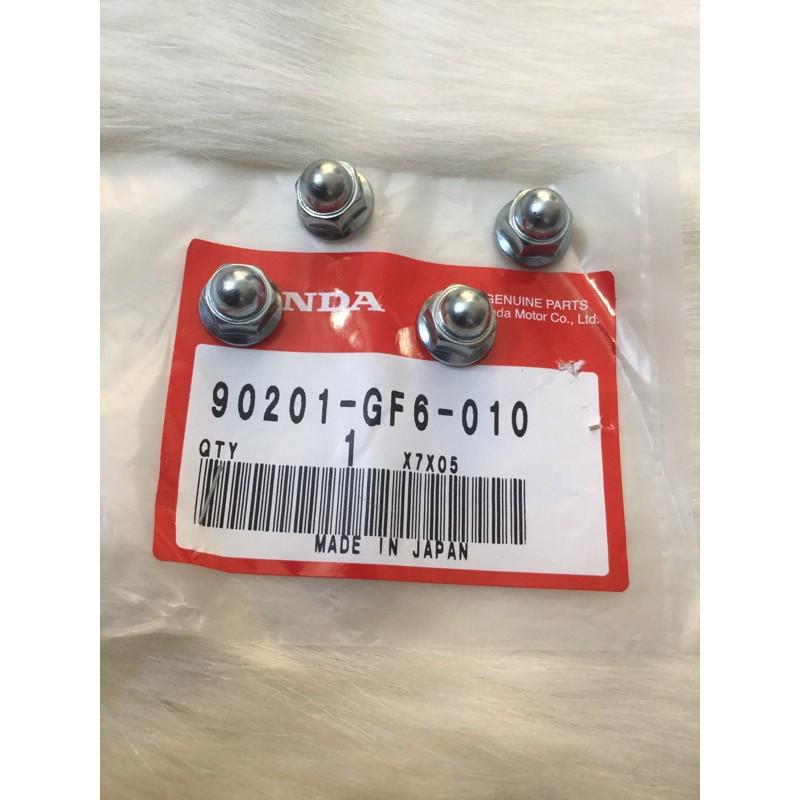 NDA
GENUINE PARTS
da Motor Co., Ltd.
90201-GF6-010
QTY 1 X7X05
MADE IN JAPAN